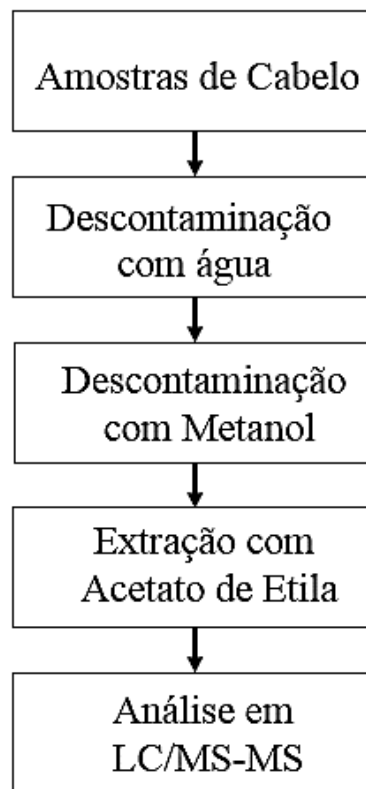 Amostras de Cabelo
Descontaminação
com água
Descontaminação
com Metanol
Extração com
Acetato de Etila
Análise em
LC/MS-MS